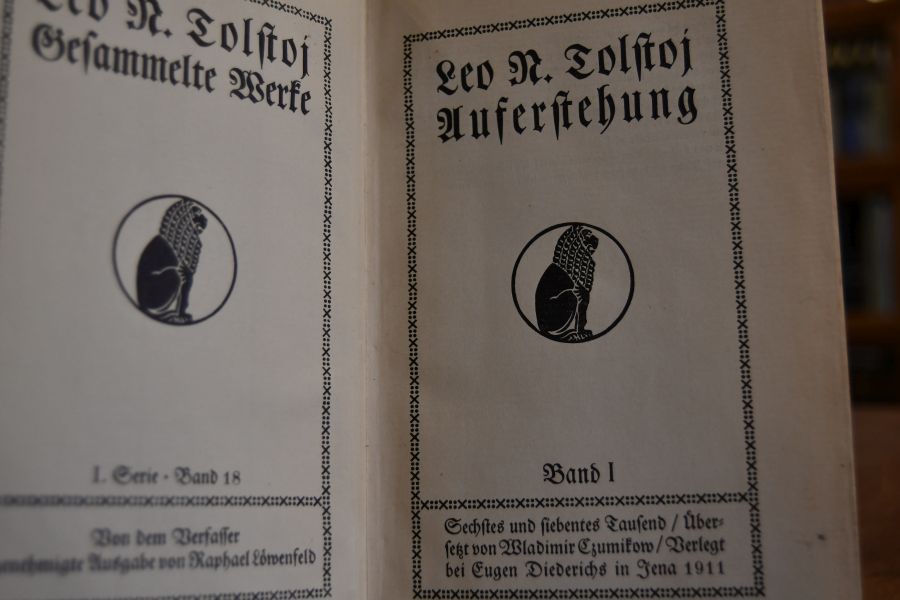 Leo N. Tolstoj
Gesammelte Werke
I. Serie - Band 18
Von dem Verfasser
genehmigte Ausgabe von Raphael Löwenfeld
Leo N. Tolstoj
Auferstehung
Band I
Sechstes und siebentes Tausend / Über-
setzt von Wladimir Czumikow / Verlegt
bei Eugen Diederichs in Jena 1911